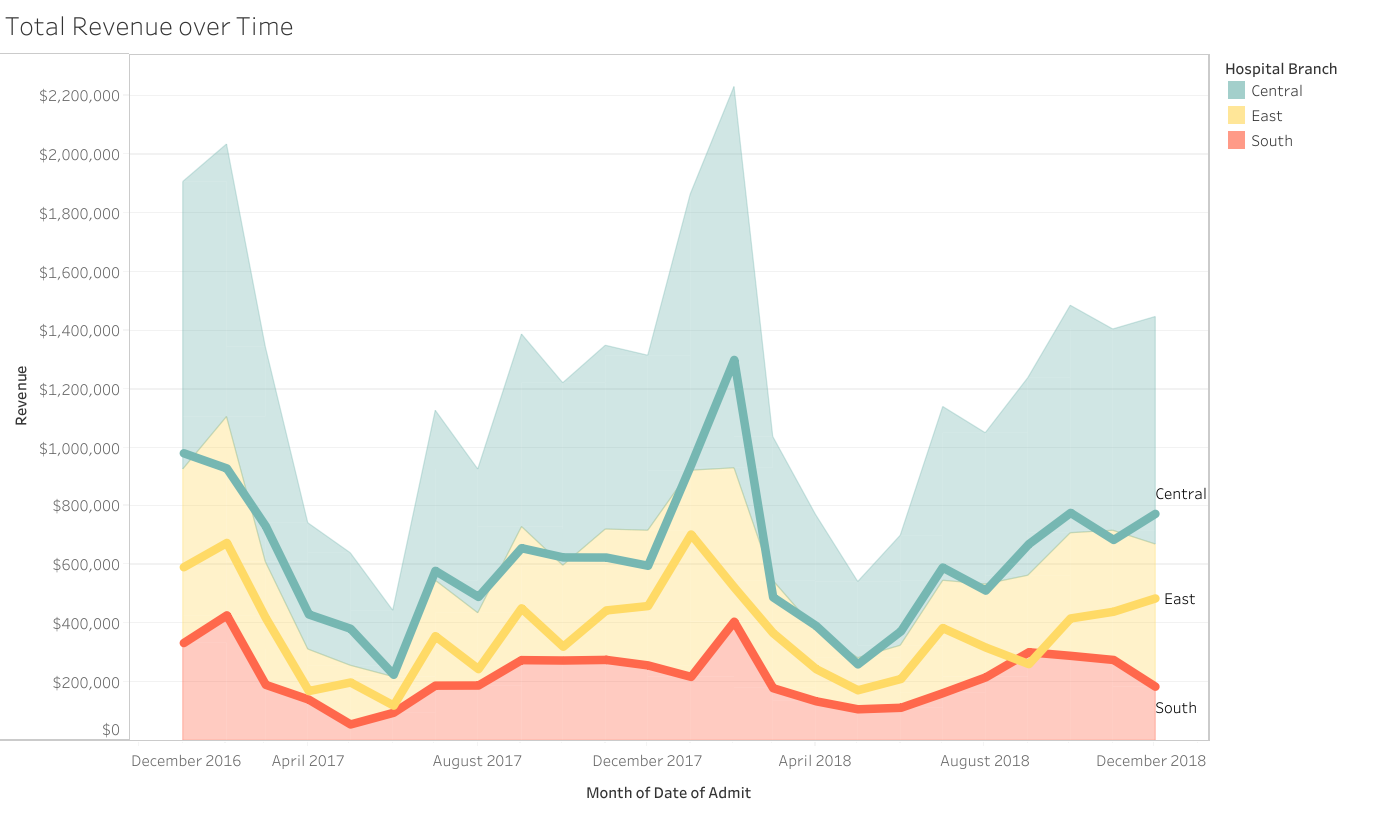 Total Revenue over Time
Hospital Branch
Central
East
South
$2,200,000
$2,000,000
$1,800,000
$1,600,000
$1,400,000
$1,200,000
$1,000,000
$800,000
$600,000
$400,000
$200,000
$0
Revenue
Central
East
South
December 2016 April 2017 August 2017 December 2017 April 2018 August 2018 December 2018
Month of Date of Admit